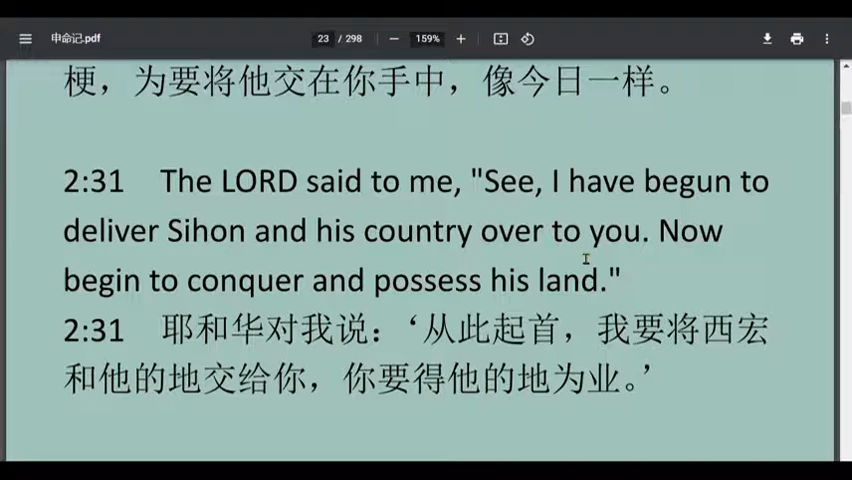 申命记.pdf
23 / 298
159%
梗，为要将他交在你手中，像今日一样。
2:31 The LORD said to me, "See, I have begun to
deliver Sihon and his country over to you. Now
begin to conquer and possess his land."
2:31 耶和华对我说：‘从此起首，我要将西宏
和他的地交给你，你要得他的地为业。’